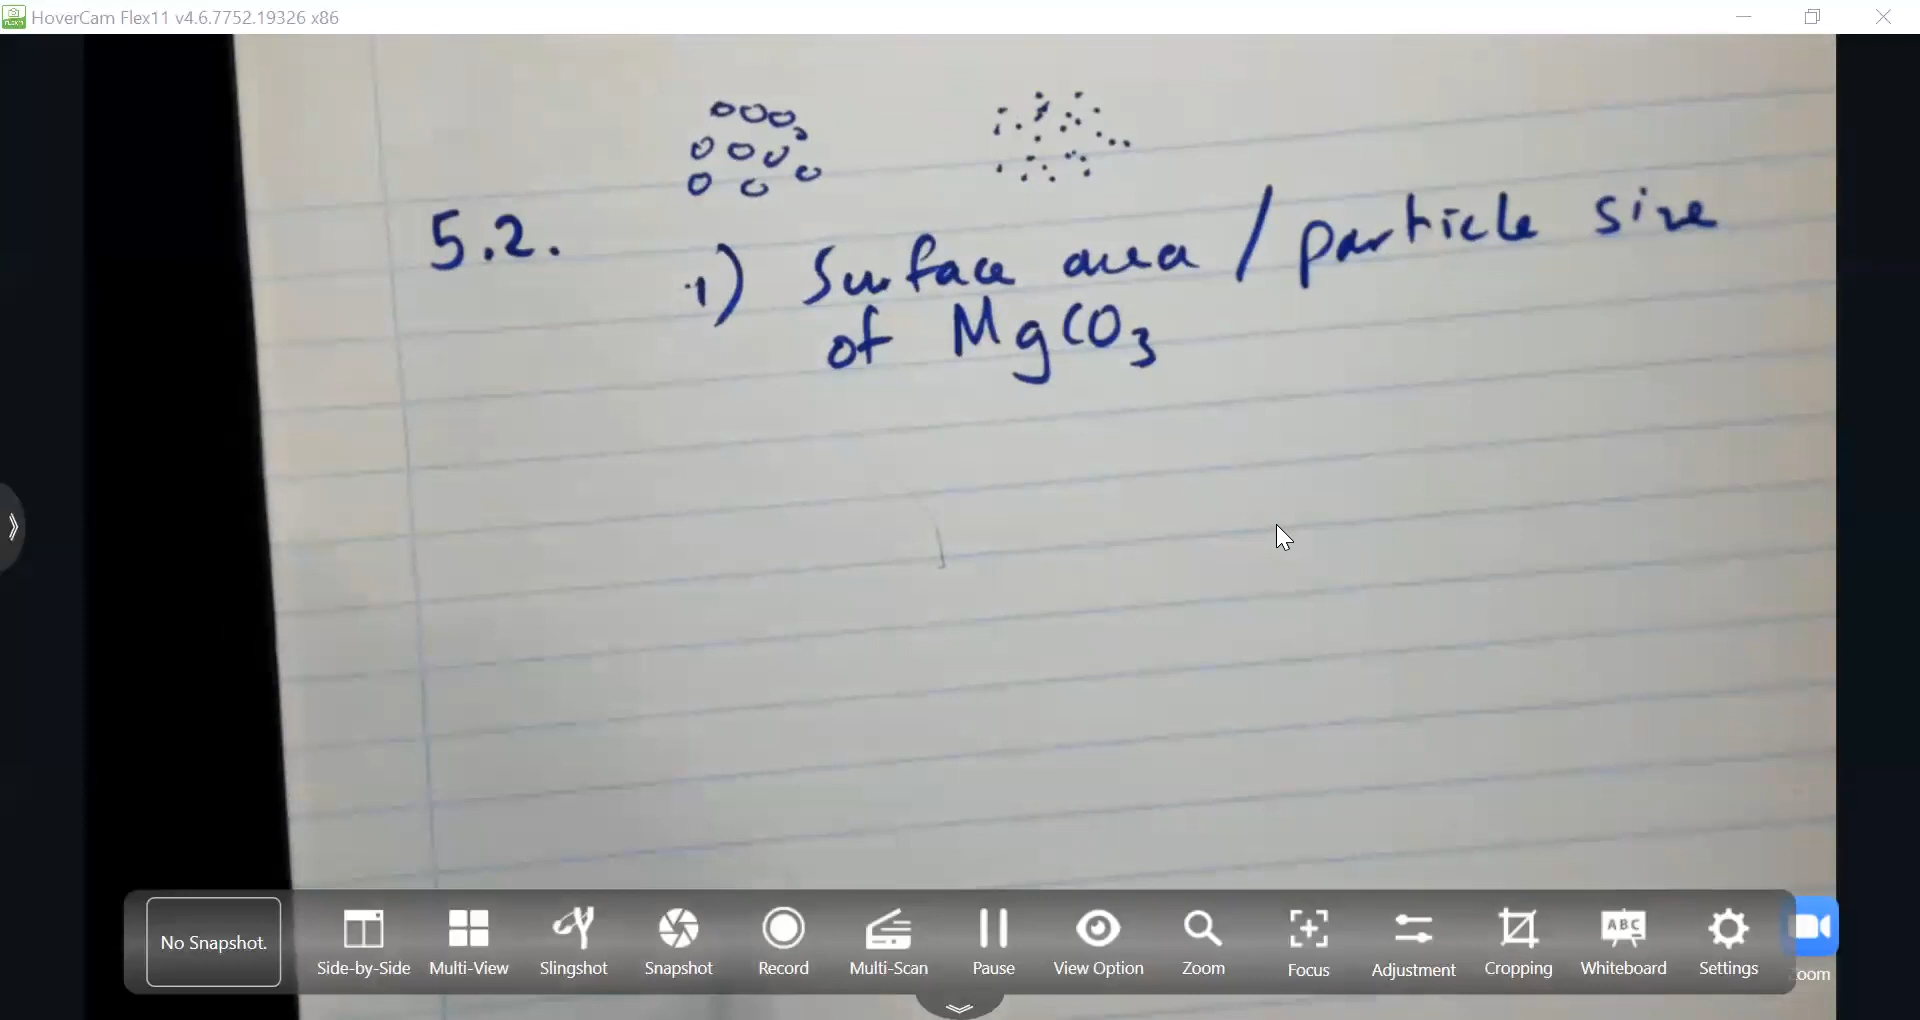 HoverCam Flex11 v4.6.7752.19326 x86
5.2. 1) Surface area / particle size
of MgCO3
No Snapshot.
Side-by-Side Multi-View Slingshot Snapshot Record Multi-Scan Pause View Option Zoom Focus Adjustment Cropping ABC Whiteboard Settings oom